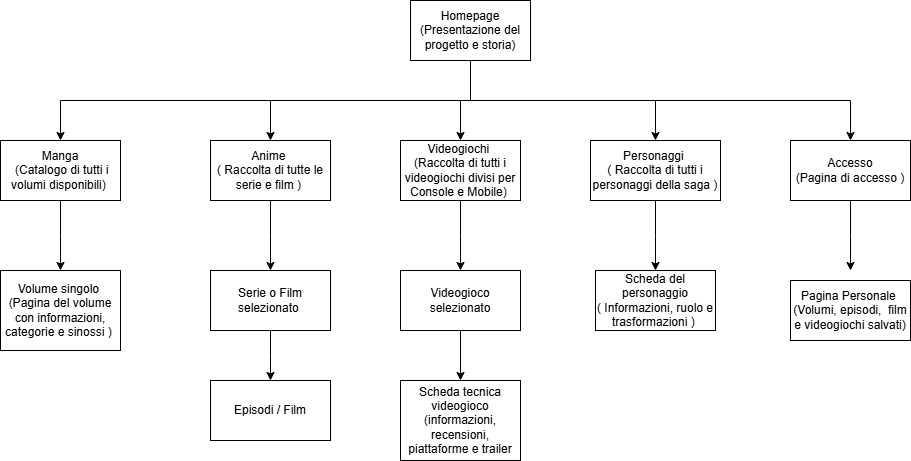 Homepage
(Presentazione del
progetto e storia)
Manga
(Catalogo di tutti i
volumi disponibili)
Anime
( Raccolta di tutte le
serie e film )
Videogiochi
(Raccolta di tutti i
videogiochi divisi per
Console e Mobile)
Personaggi
( Raccolta di tutti i
personaggi della saga )
Accesso
(Pagina di accesso )
Volume singolo
(Pagina del volume
con informazioni,
categorie e sinossi )
Serie o Film
selezionato
Videogioco
selezionato
Scheda del
personaggio
( Informazioni, ruolo e
trasformazioni )
Pagina Personale
(Volumi, episodi, film
e videogiochi salvati)
Episodi / Film
Scheda tecnica
videogioco
(informazioni,
recensioni,
piattaforme e trailer